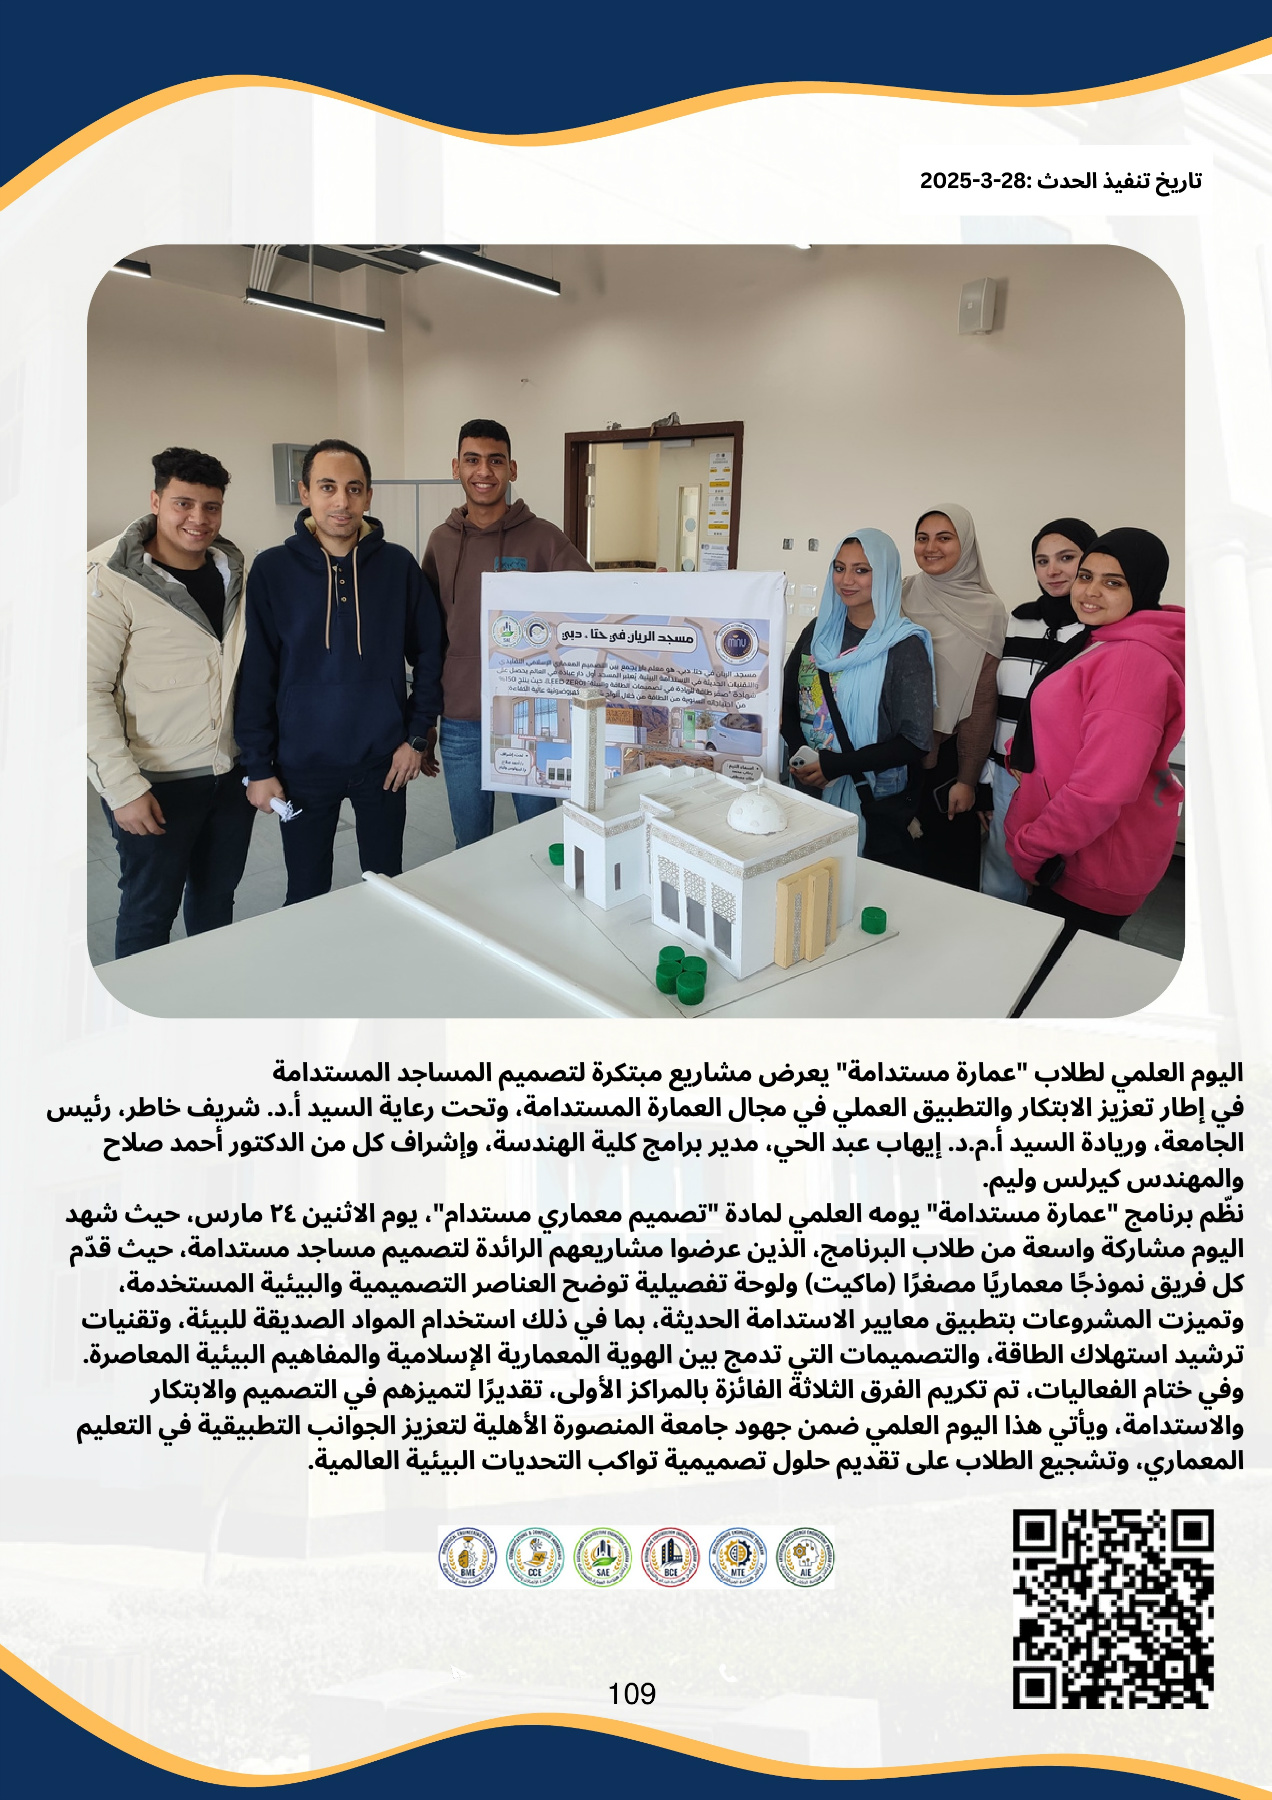 تاريخ تنفيذ الحدث :28-3-2025
مسجد الريان في حتا ، دبي
MNU
SAE
اليوم العلمي لطلاب "عمارة مستدامة" يعرض مشاريع مبتكرة لتصميم المساجد المستدامة
في إطار تعزيز الابتكار والتطبيق العملي في مجال العمارة المستدامة، وتحت رعاية السيد أ.د. شريف خاطر، رئيس
الجامعة، وريادة السيد أ.م.د. إيهاب عبد الحي، مدير برامج كلية الهندسة، وإشراف كل من الدكتور أحمد صلاح
والمهندس كيرلس وليم.
نظّم برنامج "عمارة مستدامة" يومه العلمي لمادة "تصميم معماري مستدام"، يوم الاثنين ٢٤ مارس، حيث شهد
اليوم مشاركة واسعة من طلاب البرنامج، الذين عرضوا مشاريعهم الرائدة لتصميم مساجد مستدامة، حيث قدّم
كل فريق نموذجًا معماريًا مصغرًا (ماكيت) ولوحة تفصيلية توضح العناصر التصميمية والبيئية المستخدمة،
وتميزت المشروعات بتطبيق معايير الاستدامة الحديثة، بما في ذلك استخدام المواد الصديقة للبيئة، وتقنيات
ترشيد استهلاك الطاقة، والتصميمات التي تدمج بين الهوية المعمارية الإسلامية والمفاهيم البيئية المعاصرة.
وفي ختام الفعاليات، تم تكريم الفرق الثلاثة الفائزة بالمراكز الأولى، تقديرًا لتميزهم في التصميم والابتكار
والاستدامة، ويأتي هذا اليوم العلمي ضمن جهود جامعة المنصورة الأهلية لتعزيز الجوانب التطبيقية في التعليم
المعماري، وتشجيع الطلاب على تقديم حلول تصميمية تواكب التحديات البيئية العالمية.
BME
CCE
SAE
BCE
MTE
AIE
109